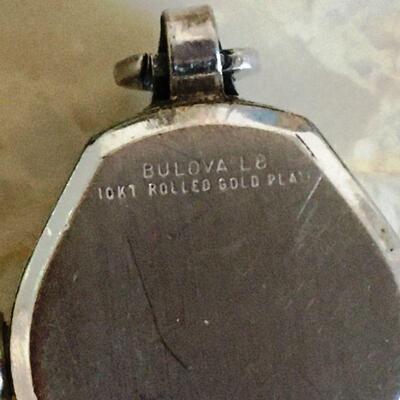 BULOVA L8
10KT ROLLED GOLD PLATE